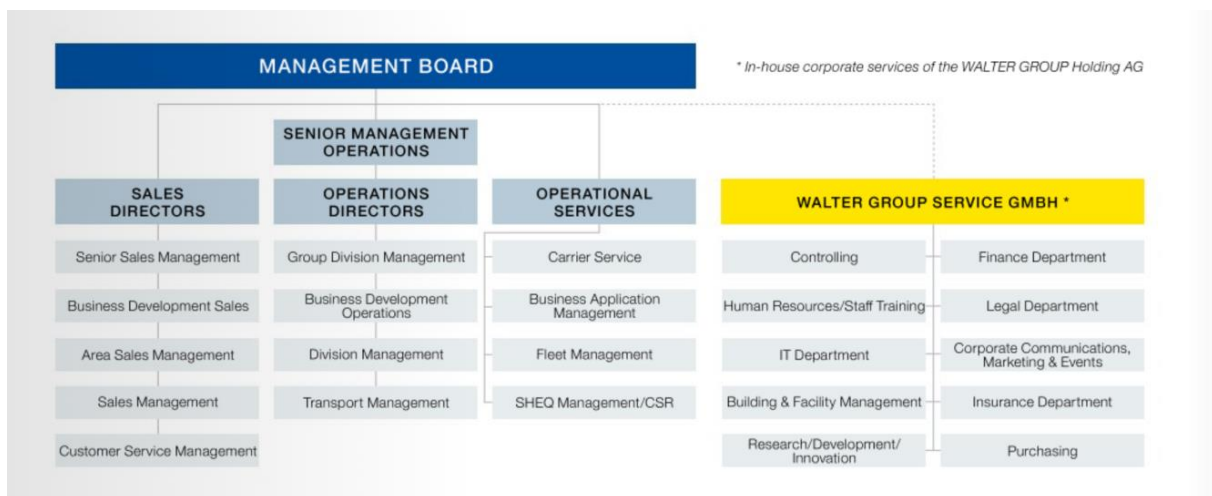 MANAGEMENT BOARD
* In-house corporate services of the WALTER GROUP Holding AG
SENIOR MANAGEMENT
OPERATIONS
SALES
DIRECTORS
Senior Sales Management
Business Development Sales
Area Sales Management
Sales Management
Customer Service Management
OPERATIONS
DIRECTORS
Group Division Management
Business Development
Operations
Division Management
Transport Management
OPERATIONAL
SERVICES
Carrier Service
Business Application
Management
Fleet Management
SHEQ Management/CSR
WALTER GROUP SERVICE GMBH *
Controlling
Human Resources/Staff Training
IT Department
Building & Facility Management
Research/Development/
Innovation
Finance Department
Legal Department
Corporate Communications,
Marketing & Events
Insurance Department
Purchasing